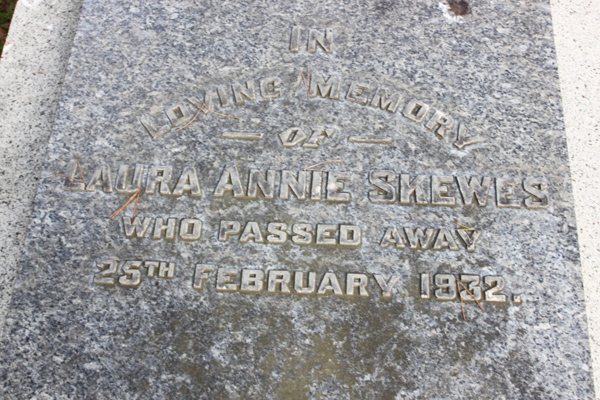 IN
LOVING MEMORY
— OF —
LAURA ANNIE SKEWES
WHO PASSED AWAY
25TH FEBRUARY 1932.